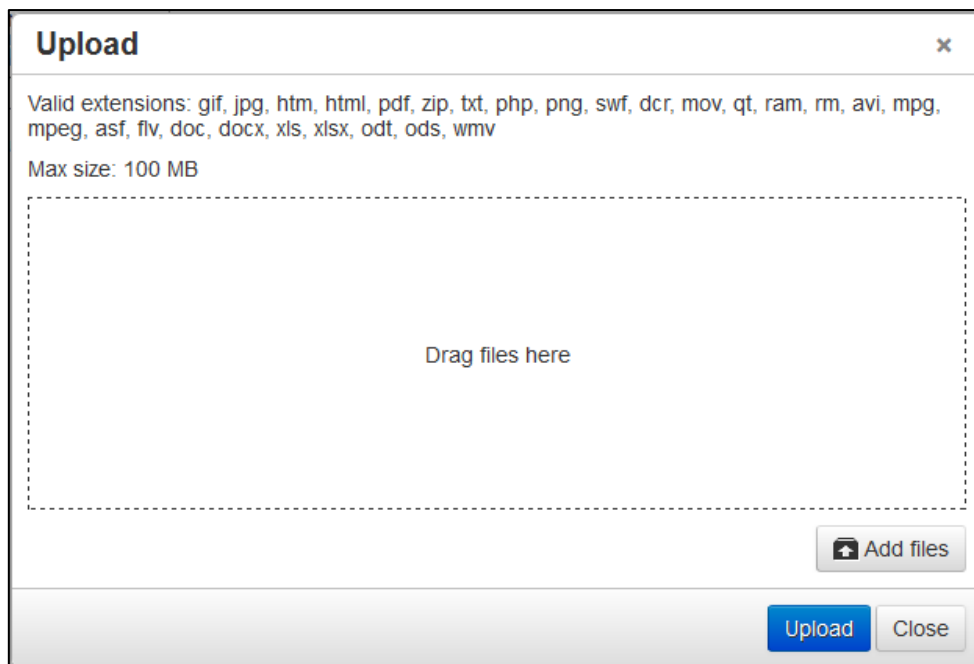 Upload
×
Valid extensions: gif, jpg, htm, html, pdf, zip, txt, php, png, swf, dcr, mov, qt, ram, rm, avi, mpg,
mpeg, asf, flv, doc, docx, xls, xlsx, odt, ods, wmv
Max size: 100 MB
Drag files here
Add files
Upload
Close